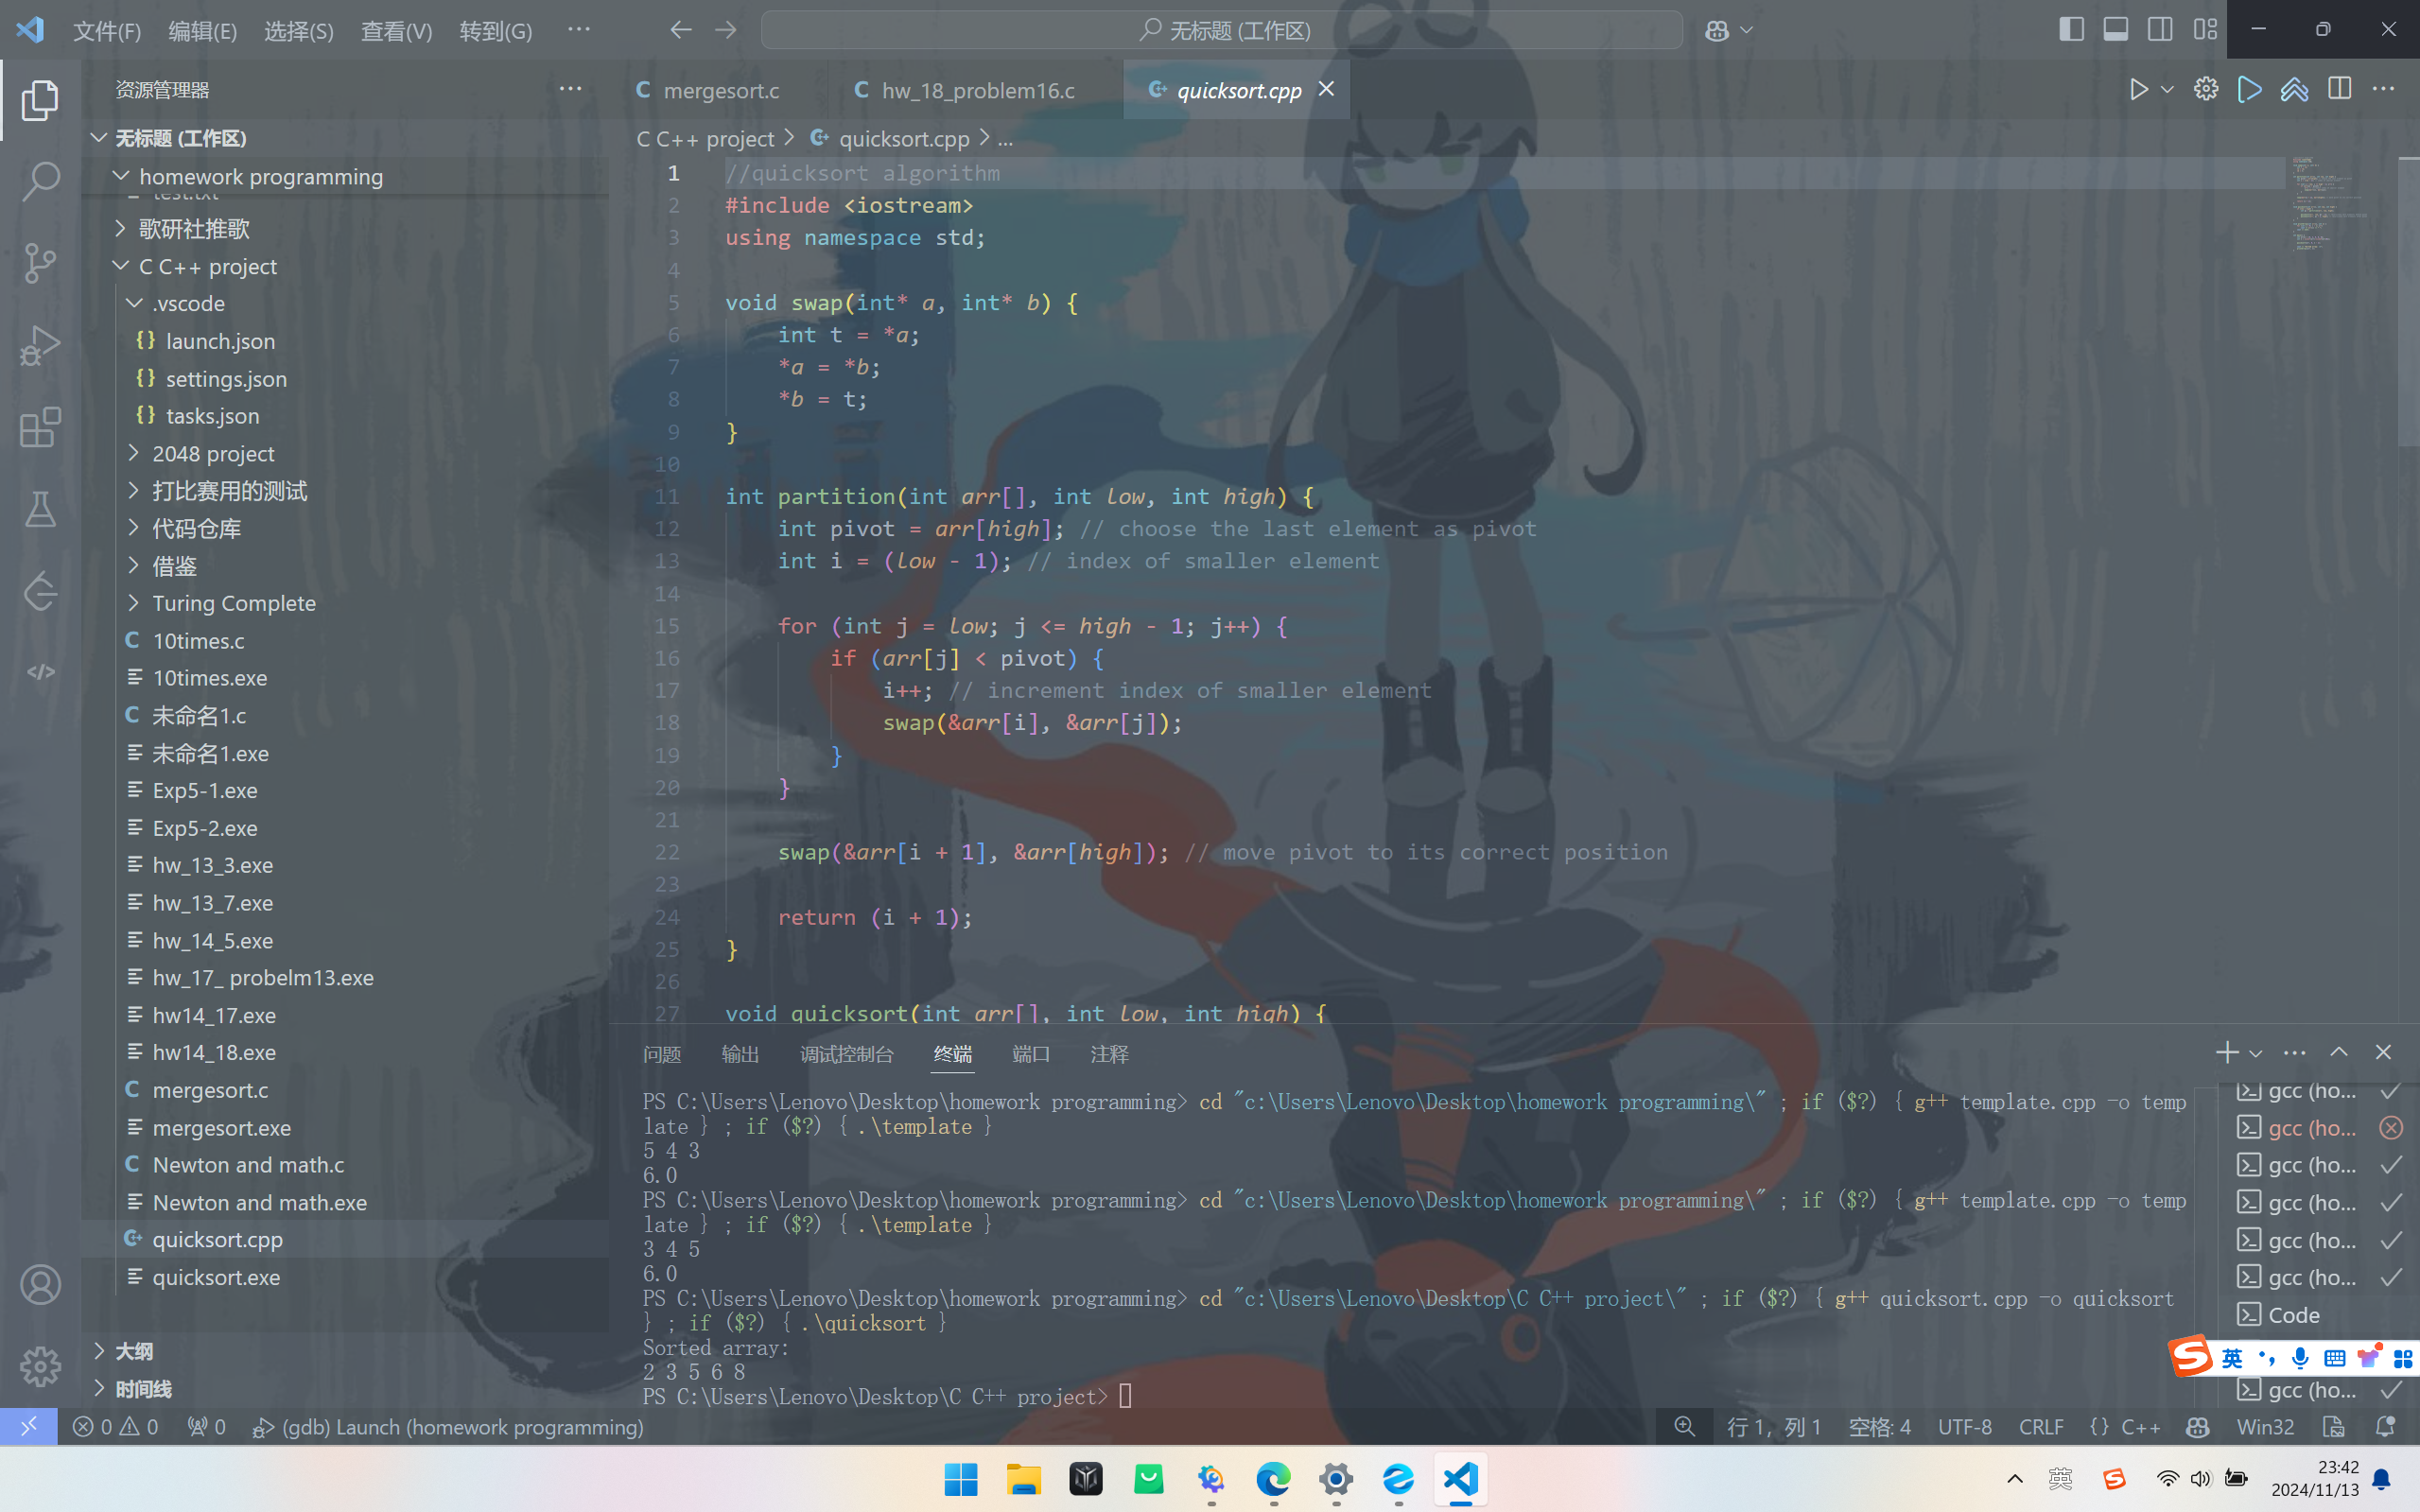 文件(F) 编辑(E) 选择(S) 查看(V) 转到(G) ··· 无标题 (工作区)
资源管理器 ···
无标题 (工作区)
homework programming
test.txt
歌研社推歌
C C++ project
.vscode
{} launch.json
{} settings.json
{} tasks.json
2048 project
打比赛用的测试
代码仓库
借鉴
Turing Complete
C 10times.c
10times.exe
C 未命名1.c
未命名1.exe
Exp5-1.exe
Exp5-2.exe
hw_13_3.exe
hw_13_7.exe
hw_14_5.exe
hw_17_ probelm13.exe
hw14_17.exe
hw14_18.exe
C mergesort.c
mergesort.exe
C Newton and math.c
Newton and math.exe
quicksort.cpp
quicksort.exe
大纲
时间线
C mergesort.c C hw_18_problem16.c quicksort.cpp
C C++ project > quicksort.cpp > ...
1 //quicksort algorithm
2 #include <iostream>
3 using namespace std;
4
5 void swap(int* a, int* b) {
6 int t = *a;
7 *a = *b;
8 *b = t;
9 }
10
11 int partition(int arr[], int low, int high) {
12 int pivot = arr[high]; // choose the last element as pivot
13 int i = (low - 1); // index of smaller element
14
15 for (int j = low; j <= high - 1; j++) {
16 if (arr[j] < pivot) {
17 i++; // increment index of smaller element
18 swap(&arr[i], &arr[j]);
19 }
20 }
21
22 swap(&arr[i + 1], &arr[high]); // move pivot to its correct position
23
24 return (i + 1);
25 }
26
27 void quicksort(int arr[], int low, int high) {
问题 输出 调试控制台 终端 端口 注释
PS C:\Users\Lenovo\Desktop\homework programming> cd "c:\Users\Lenovo\Desktop\homework programming\" ; if ($?) { g++ template.cpp -o temp
late } ; if ($?) { .\template }
5 4 3
6.0
PS C:\Users\Lenovo\Desktop\homework programming> cd "c:\Users\Lenovo\Desktop\homework programming\" ; if ($?) { g++ template.cpp -o temp
late } ; if ($?) { .\template }
3 4 5
6.0
PS C:\Users\Lenovo\Desktop\homework programming> cd "c:\Users\Lenovo\Desktop\C C++ project\" ; if ($?) { g++ quicksort.cpp -o quicksort
} ; if ($?) { .\quicksort }
Sorted array:
2 3 5 6 8
PS C:\Users\Lenovo\Desktop\C C++ project>
gcc (ho...
gcc (ho...
gcc (ho...
gcc (ho...
gcc (ho...
gcc (ho...
Code
英
gcc (ho...
0 0 0 (gdb) Launch (homework programming) 行 1，列 1 空格: 4 UTF-8 CRLF {} C++ Win32
英 23:42
2024/11/13